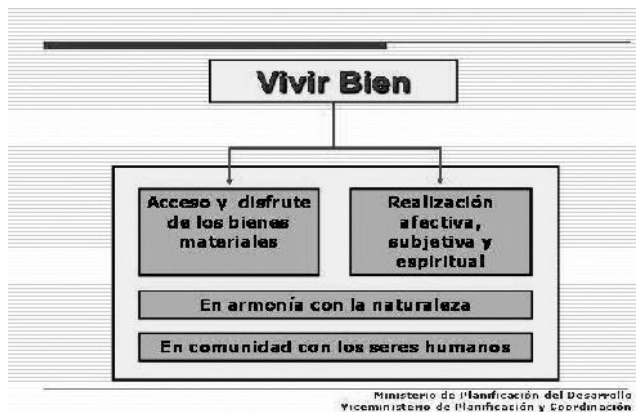 Vivir Bien
Acceso y disfrute
de los bienes
materiales
Realización
afectiva,
subjetiva y
espiritual
En armonía con la naturaleza
En comunidad con los seres humanos
Ministerio de Planificación del Desarrollo
Viceministerio de Planificación y Coordinación